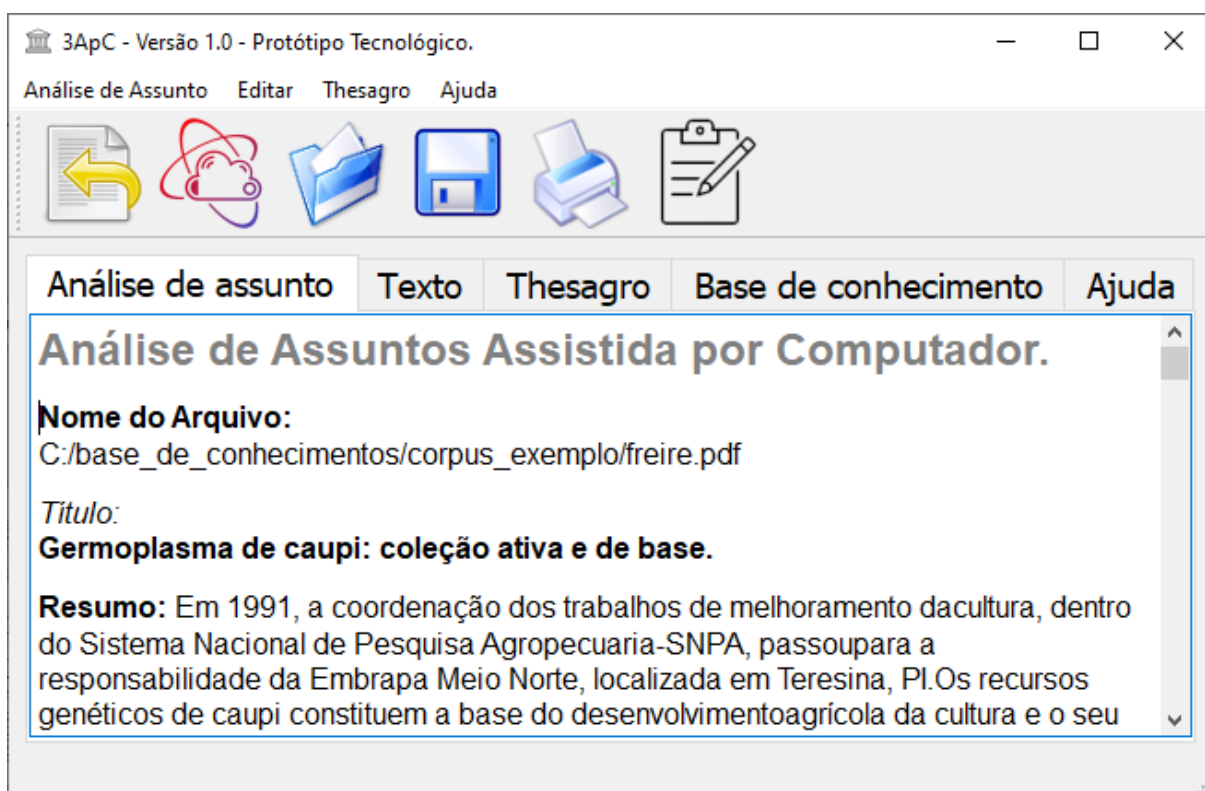 3ApC - Versão 1.0 - Protótipo Tecnológico.
Análise de Assunto Editar Thesagro Ajuda
Análise de assunto Texto Thesagro Base de conhecimento Ajuda
Análise de Assuntos Assistida por Computador.
Nome do Arquivo:
C:/base_de_conhecimentos/corpus_exemplo/freire.pdf
Título:
Germoplasma de caupi: coleção ativa e de base.
Resumo: Em 1991, a coordenação dos trabalhos de melhoramento dacultura, dentro
do Sistema Nacional de Pesquisa Agropecuaria-SNPA, passoupara a
responsabilidade da Embrapa Meio Norte, localizada em Teresina, PI.Os recursos
genéticos de caupi constituem a base do desenvolvimentoagrícola da cultura e o seu